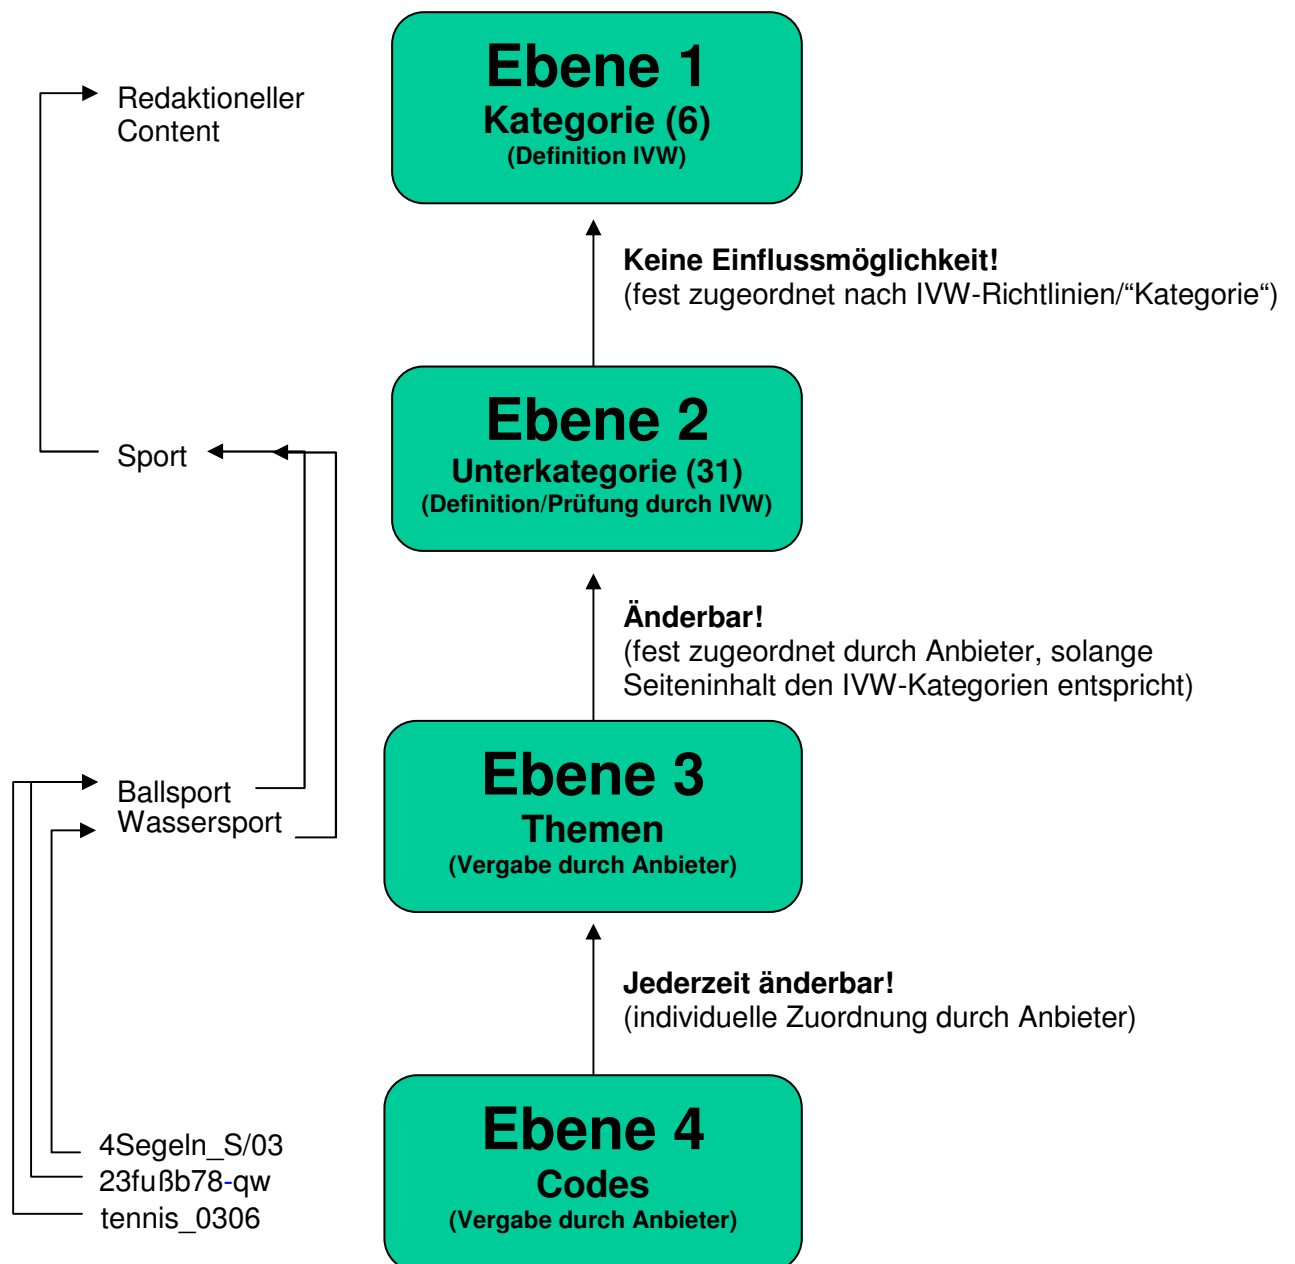 Ebene 1
Kategorie (6)
(Definition IVW)
Redaktioneller
Content
Keine Einflussmöglichkeit!
(fest zugeordnet nach IVW-Richtlinien/“Kategorie“)
Ebene 2
Unterkategorie (31)
(Definition/Prüfung durch IVW)
Sport
Änderbar!
(fest zugeordnet durch Anbieter, solange
Seiteninhalt den IVW-Kategorien entspricht)
Ebene 3
Themen
(Vergabe durch Anbieter)
Ballsport
Wassersport
Jederzeit änderbar!
(individuelle Zuordnung durch Anbieter)
Ebene 4
Codes
(Vergabe durch Anbieter)
4Segeln_S/03
23fußb78-qw
tennis_0306